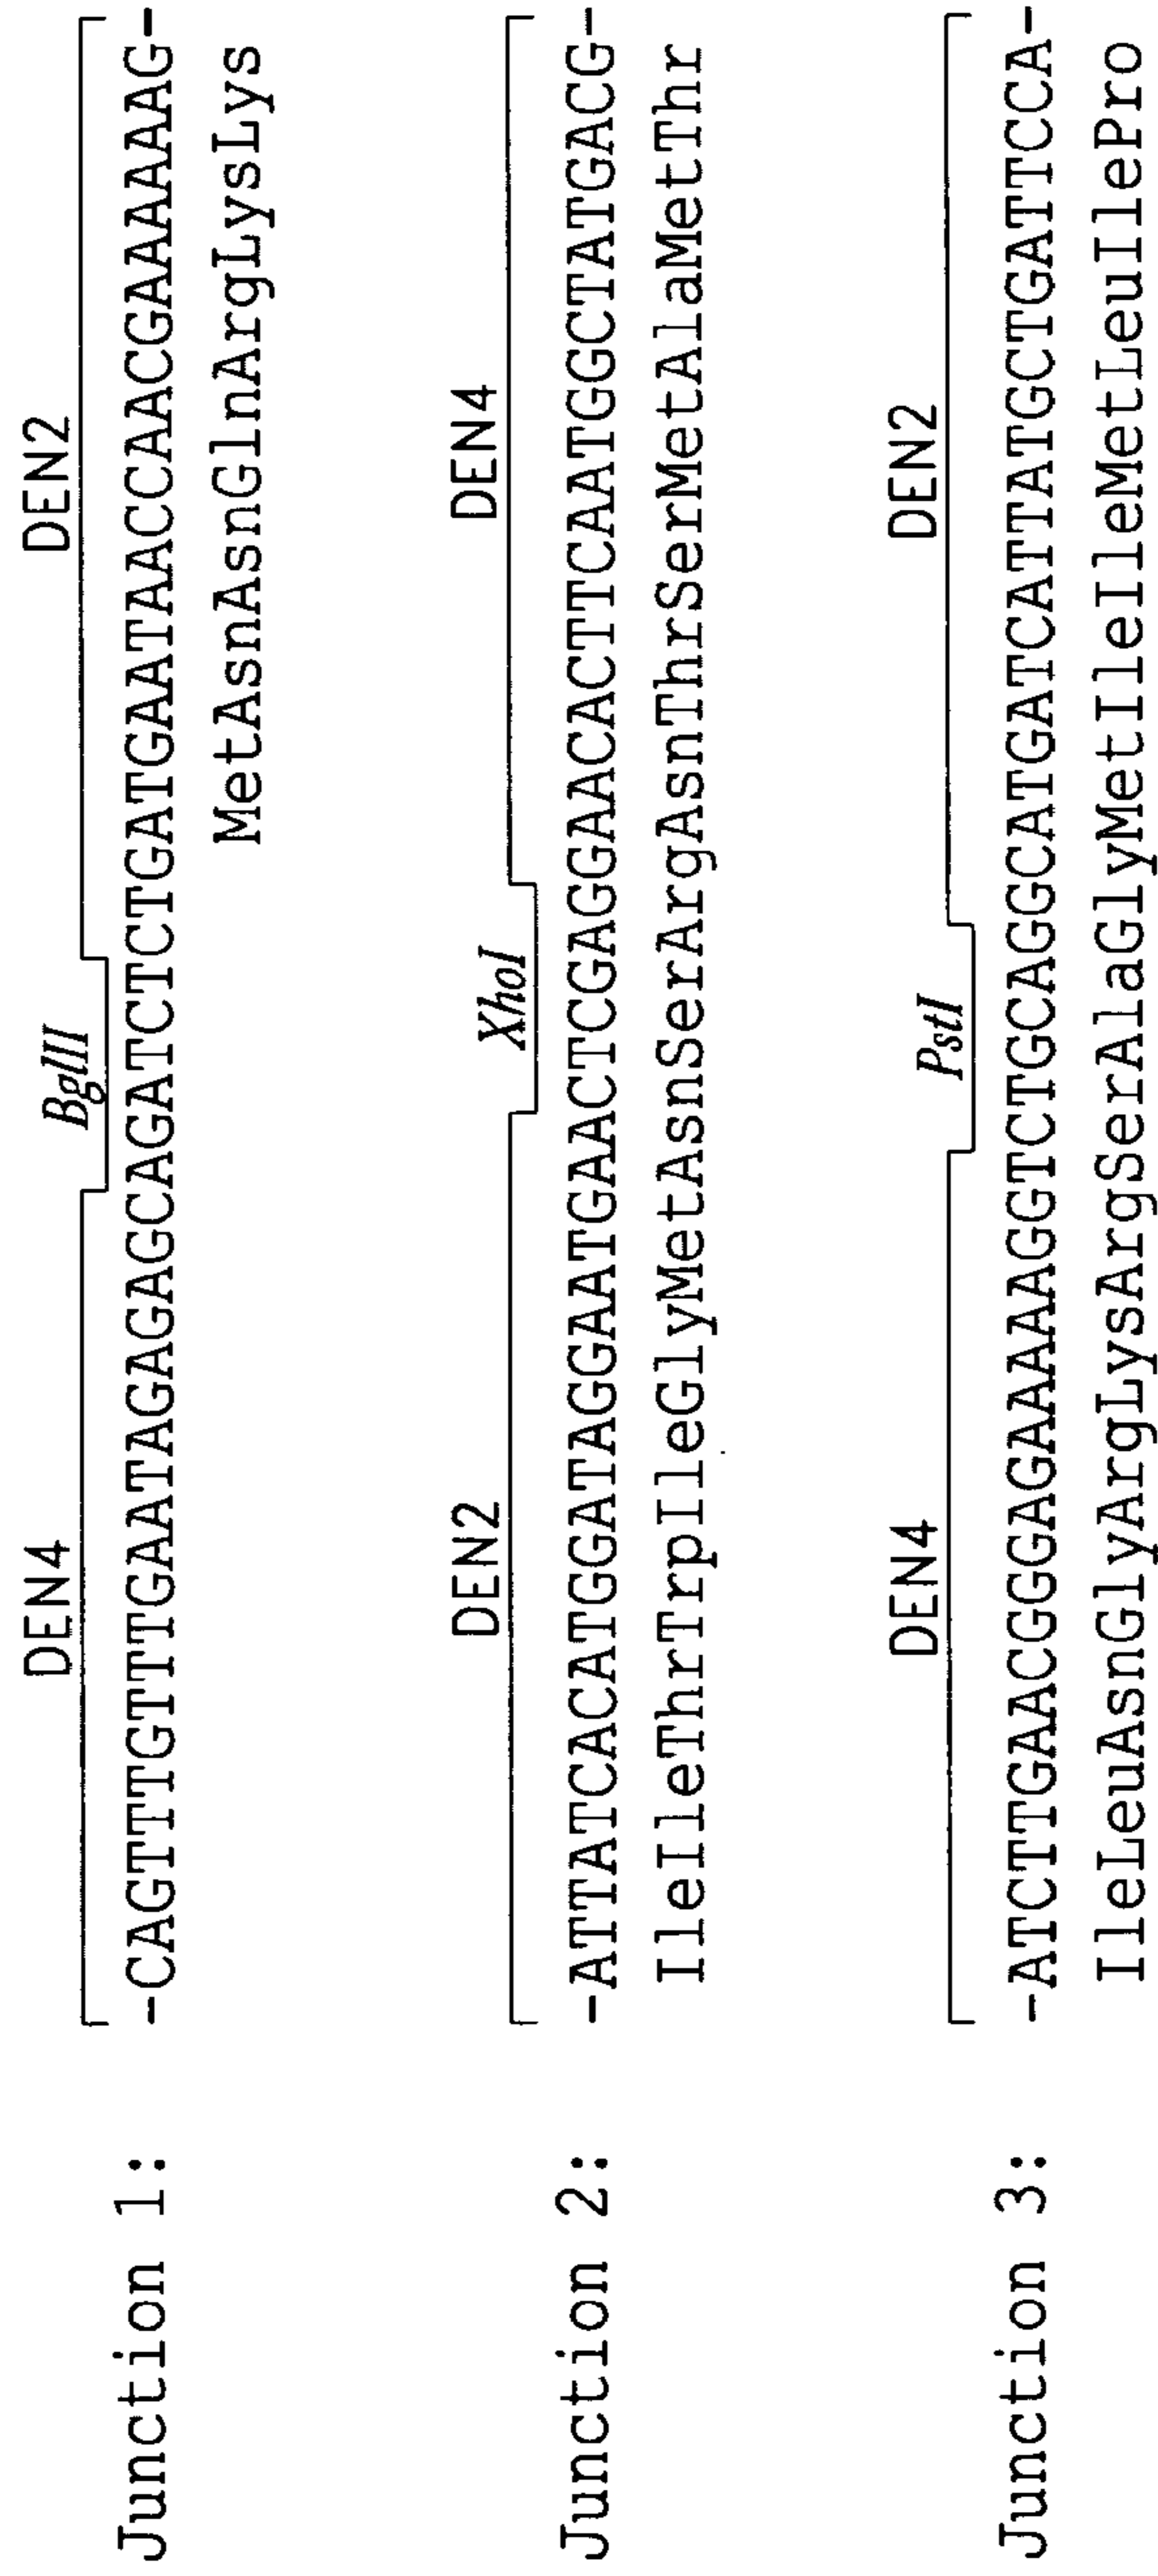 DEN4 BglII DEN2
Junction 1: -CAGTTTGTTTGAATAGAGAGCAGATCTCTGATGAATAACCAACGAAAAAAG-
MetAsnAsnGlnArgLysLys
DEN2 XhoI DEN4
Junction 2: -ATTATCACATGGATAGGAATGAACTCGAGGAACACTTCAATGGCTATGACG-
IleIleThrTrpIleGlyMetAsnSerArgAsnThrSerMetAlaMetThr
DEN4 PstI DEN2
Junction 3: -ATCTTGAACGGGAGAAAAAGGTCTGCAGGCATGATCATTATGCTGATTCCA-
IleLeuAsnGlyArgLysArgSerAlaGlyMetIleIleMetLeuIlePro